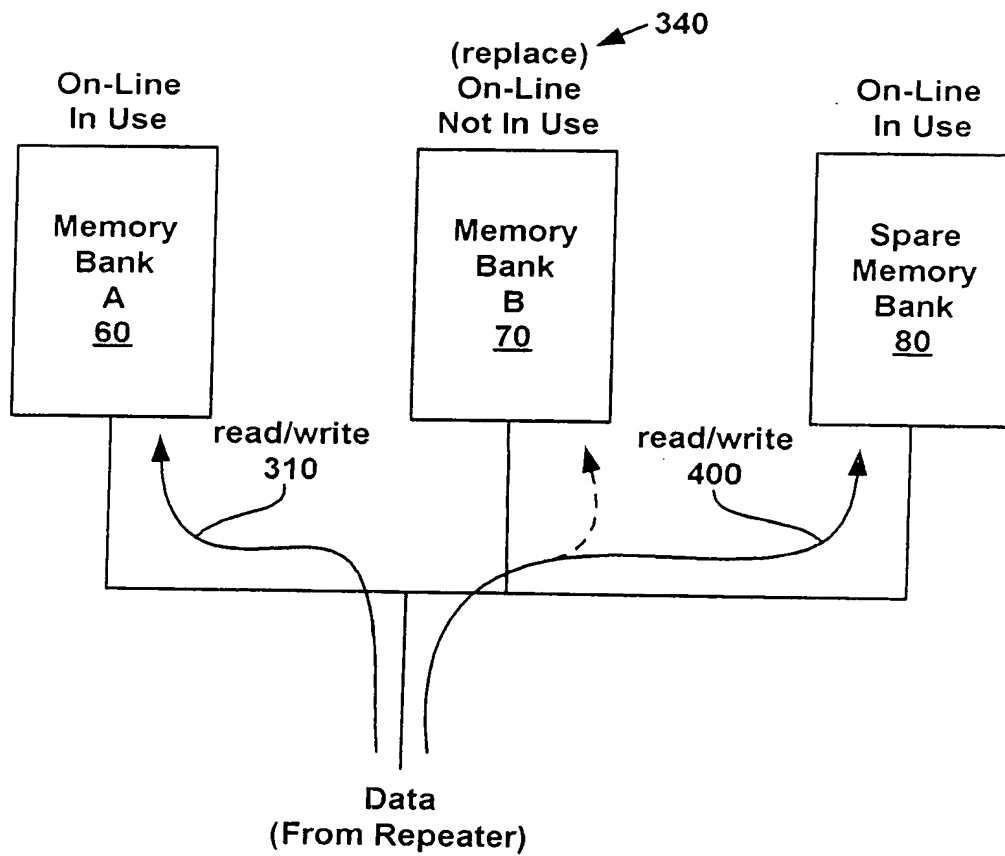 340
(replace)
On-Line
Not In Use
On-Line
In Use
On-Line
In Use
Memory
Bank
A
60
Memory
Bank
B
70
Spare
Memory
Bank
80
read/write
310
read/write
400
Data
(From Repeater)